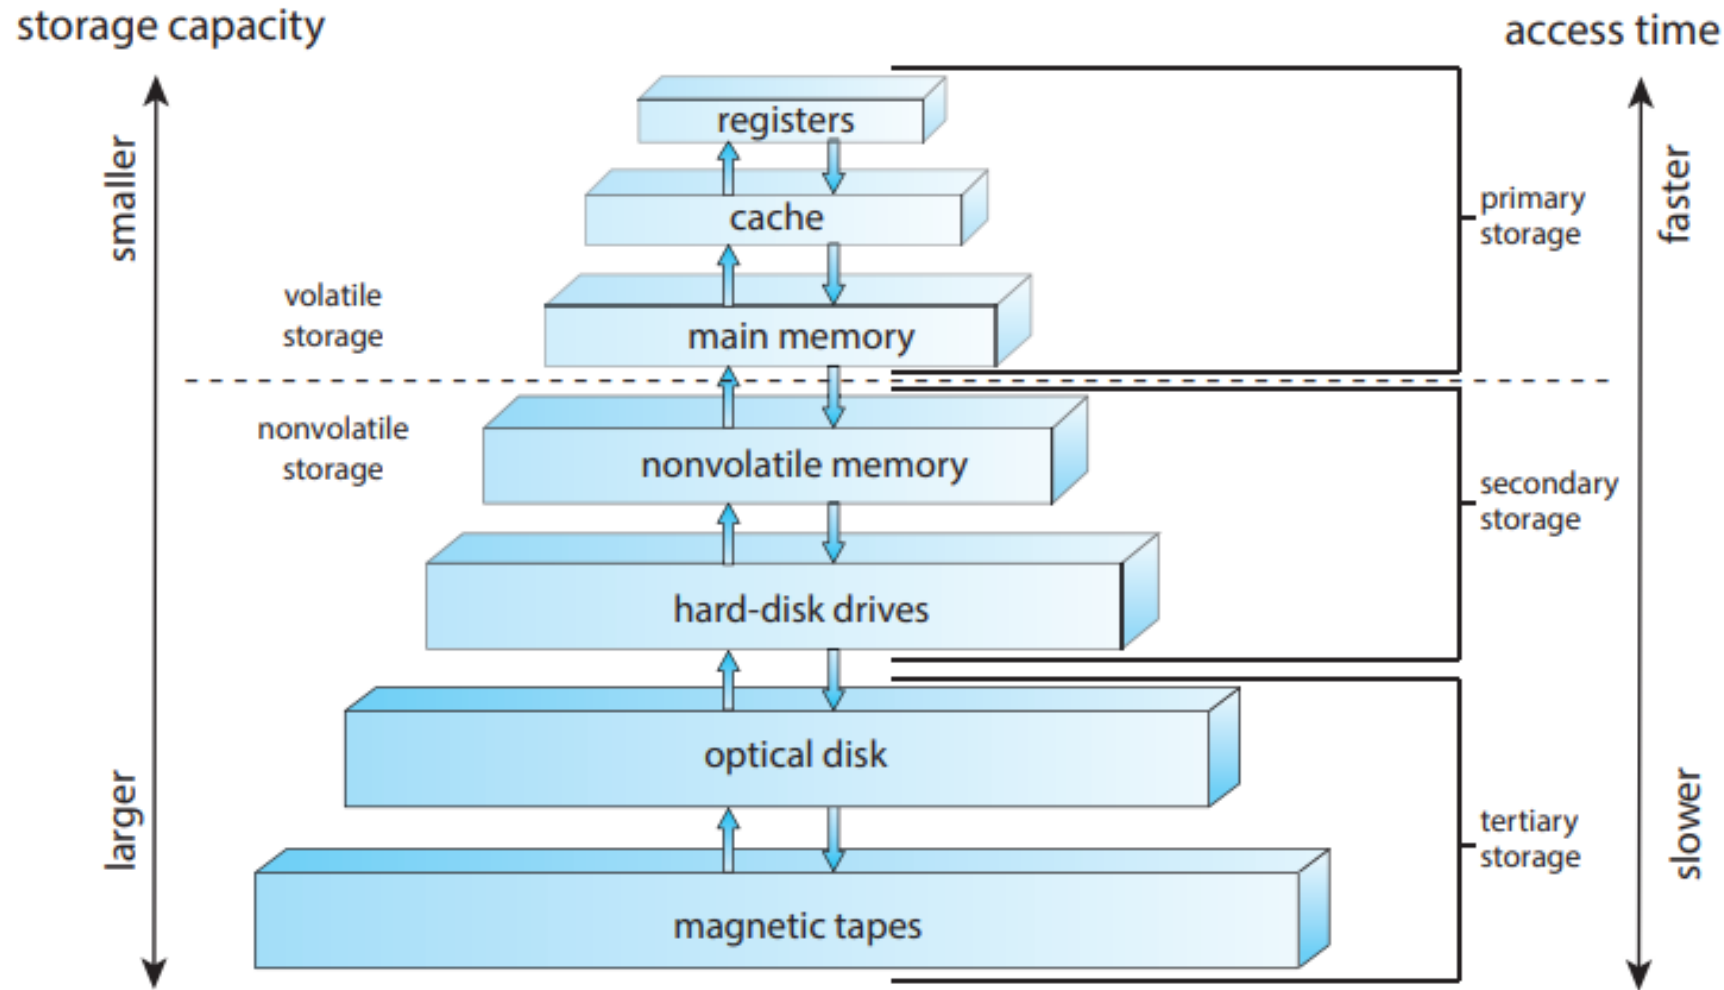 storage capacity
access time
smaller
larger
volatile
storage
nonvolatile
storage
registers
cache
main memory
nonvolatile memory
hard-disk drives
optical disk
magnetic tapes
primary
storage
secondary
storage
tertiary
storage
faster
slower